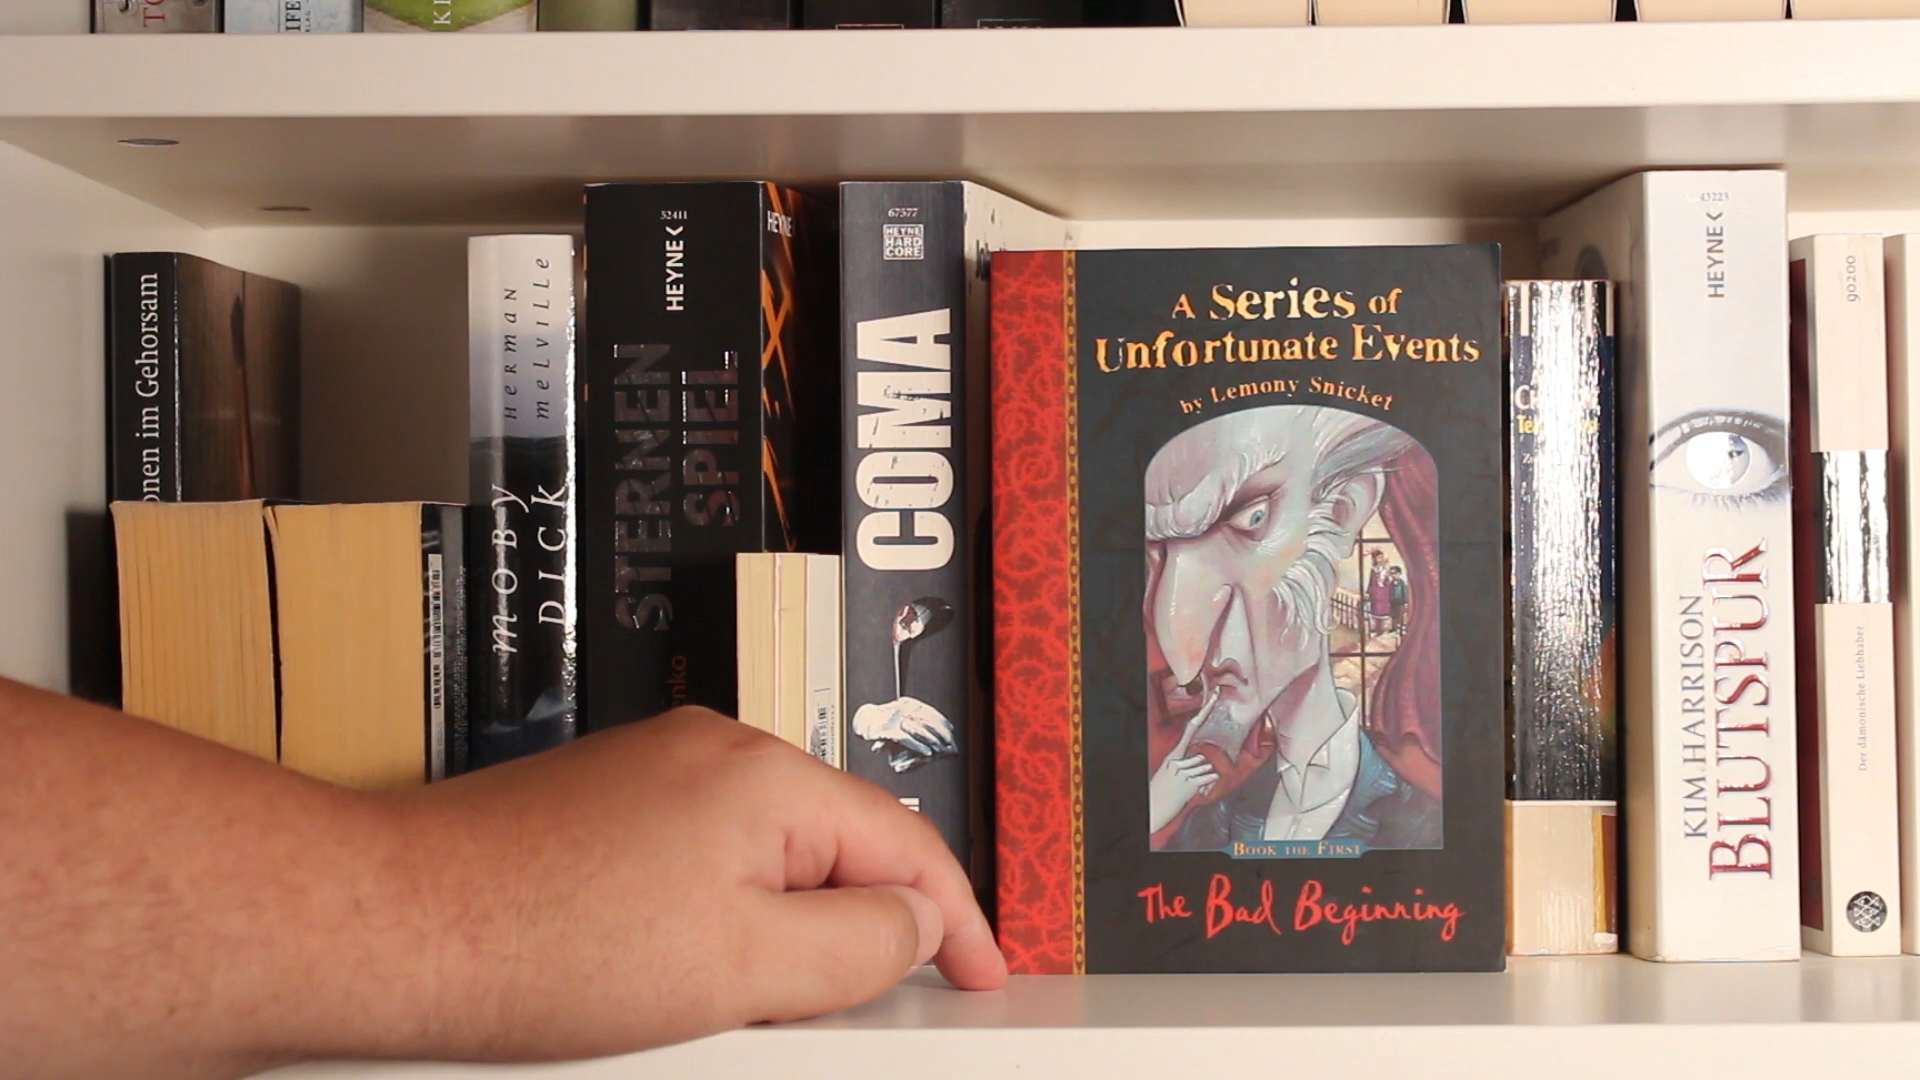 onen im Gehorsam
HERMAN
MELVILLE
MOBY
DICK
52411
HEYNE
STERNEN
SPIEL
enko
HEYNE
67577
HEYNE
HARD
CORE
COMA
A Series of
Unfortunate Events
by Lemony Snicket
BOOK THE FIRST
The Bad Beginning
43223
HEYNE
KIM HARRISON
BLUTSPUR
90200
Der dämonische Liebhaber